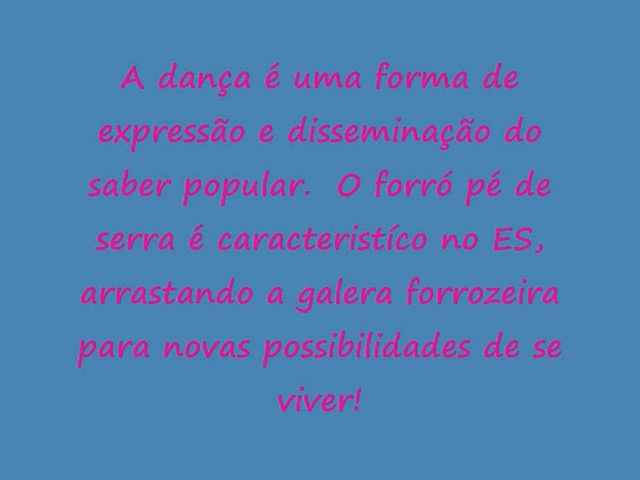 A dança é uma forma de
expressão e disseminação do
saber popular.  O forró pé de
serra é caracteristíco no ES,
arrastando a galera forrozeira
para novas possibilidades de se
viver!